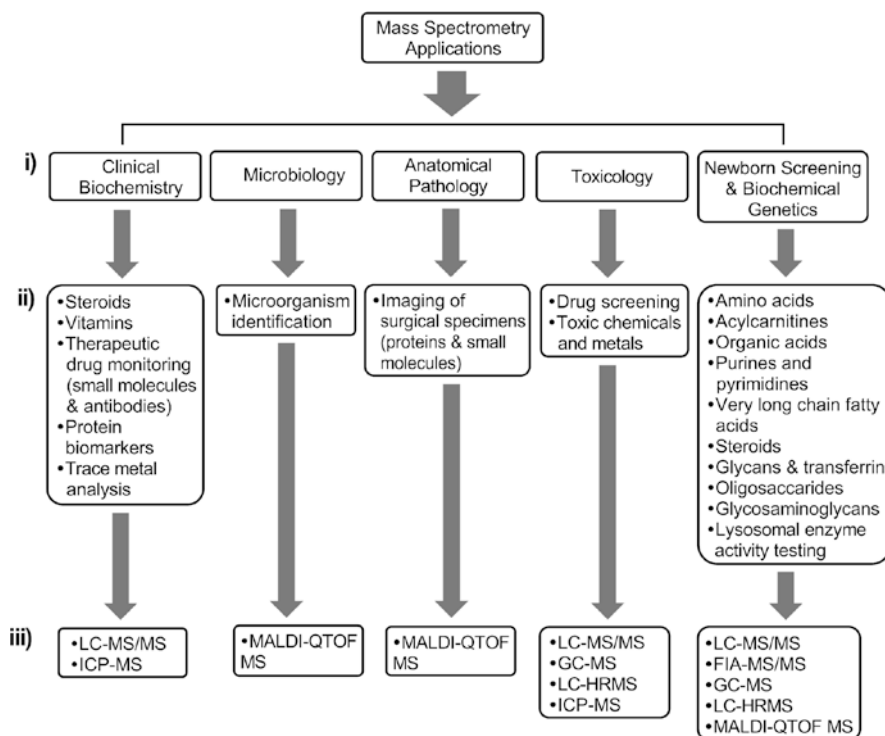 Mass Spectrometry
Applications
i)
Clinical
Biochemistry
Microbiology
Anatomical
Pathology
Toxicology
Newborn Screening
& Biochemical
Genetics
ii)
•Steroids
•Vitamins
•Therapeutic
drug monitoring
(small molecules
& antibodies)
•Protein
biomarkers
•Trace metal
analysis
•Microorganism
identification
•Imaging of
surgical specimens
(proteins & small
molecules)
•Drug screening
•Toxic chemicals
and metals
•Amino acids
•Acylcarnitines
•Organic acids
•Purines and
pyrimidines
•Very long chain fatty
acids
•Steroids
•Glycans & transferrin
•Oligosaccarides
•Glycosaminoglycans
•Lysosomal enzyme
activity testing
iii)
•LC-MS/MS
•ICP-MS
•MALDI-QTOF
MS
•MALDI-QTOF
MS
•LC-MS/MS
•GC-MS
•LC-HRMS
•ICP-MS
•LC-MS/MS
•FIA-MS/MS
•GC-MS
•LC-HRMS
•MALDI-QTOF MS